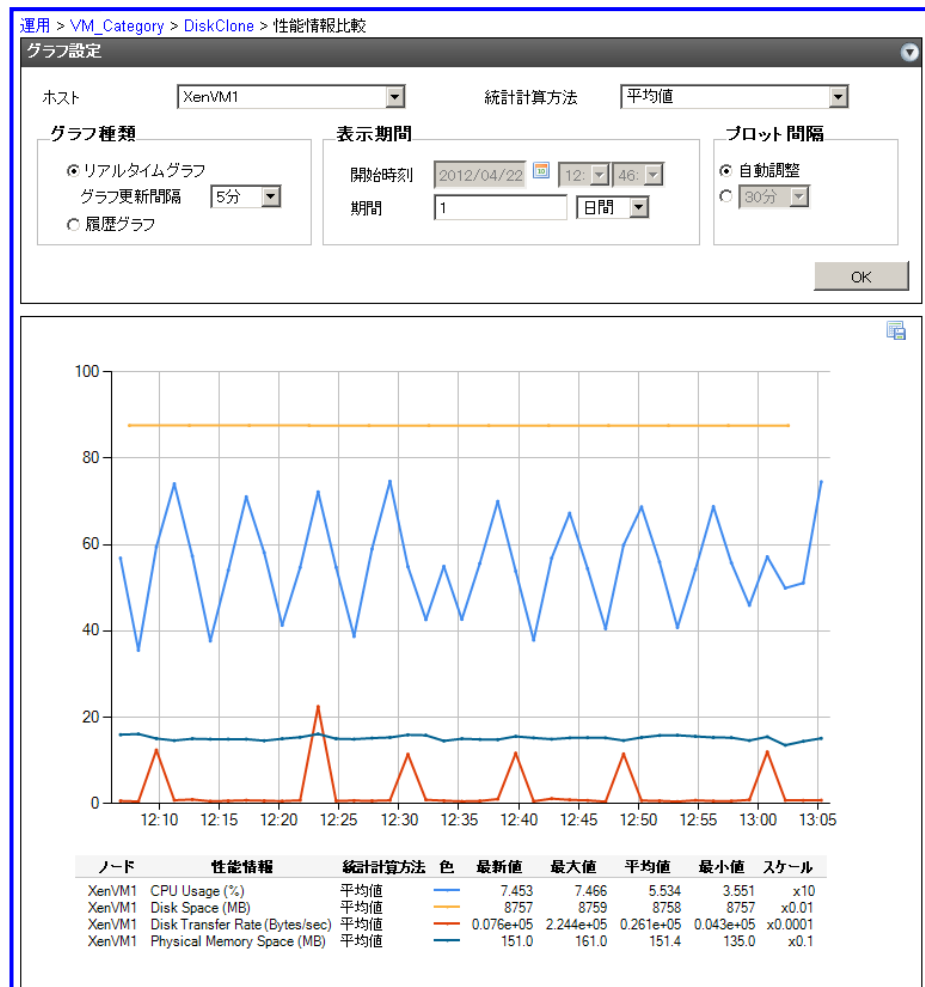 運用 > VM_Category > DiskClone > 性能情報比較
グラフ設定
ホスト XenVM1 統計計算方法 平均値
グラフ種類 表示期間 プロット間隔
リアルタイムグラフ 開始時刻 2012/04/22 12: 46: 自動調整
グラフ更新間隔 5分 期間 1 日間 30分
履歴グラフ
OK
100
80
60
40
20
0
12:10 12:15 12:20 12:25 12:30 12:35 12:40 12:45 12:50 12:55 13:00 13:05
ノード 性能情報 統計計算方法 色 最新値 最大値 平均値 最小値 スケール
XenVM1 CPU Usage (%) 平均値 7.453 7.466 5.534 3.551 x10
XenVM1 Disk Space (MB) 平均値 8757 8759 8758 8757 x0.01
XenVM1 Disk Transfer Rate (Bytes/sec) 平均値 0.076e+05 2.244e+05 0.261e+05 0.043e+05 x0.0001
XenVM1 Physical Memory Space (MB) 平均値 151.0 161.0 151.4 135.0 x0.1